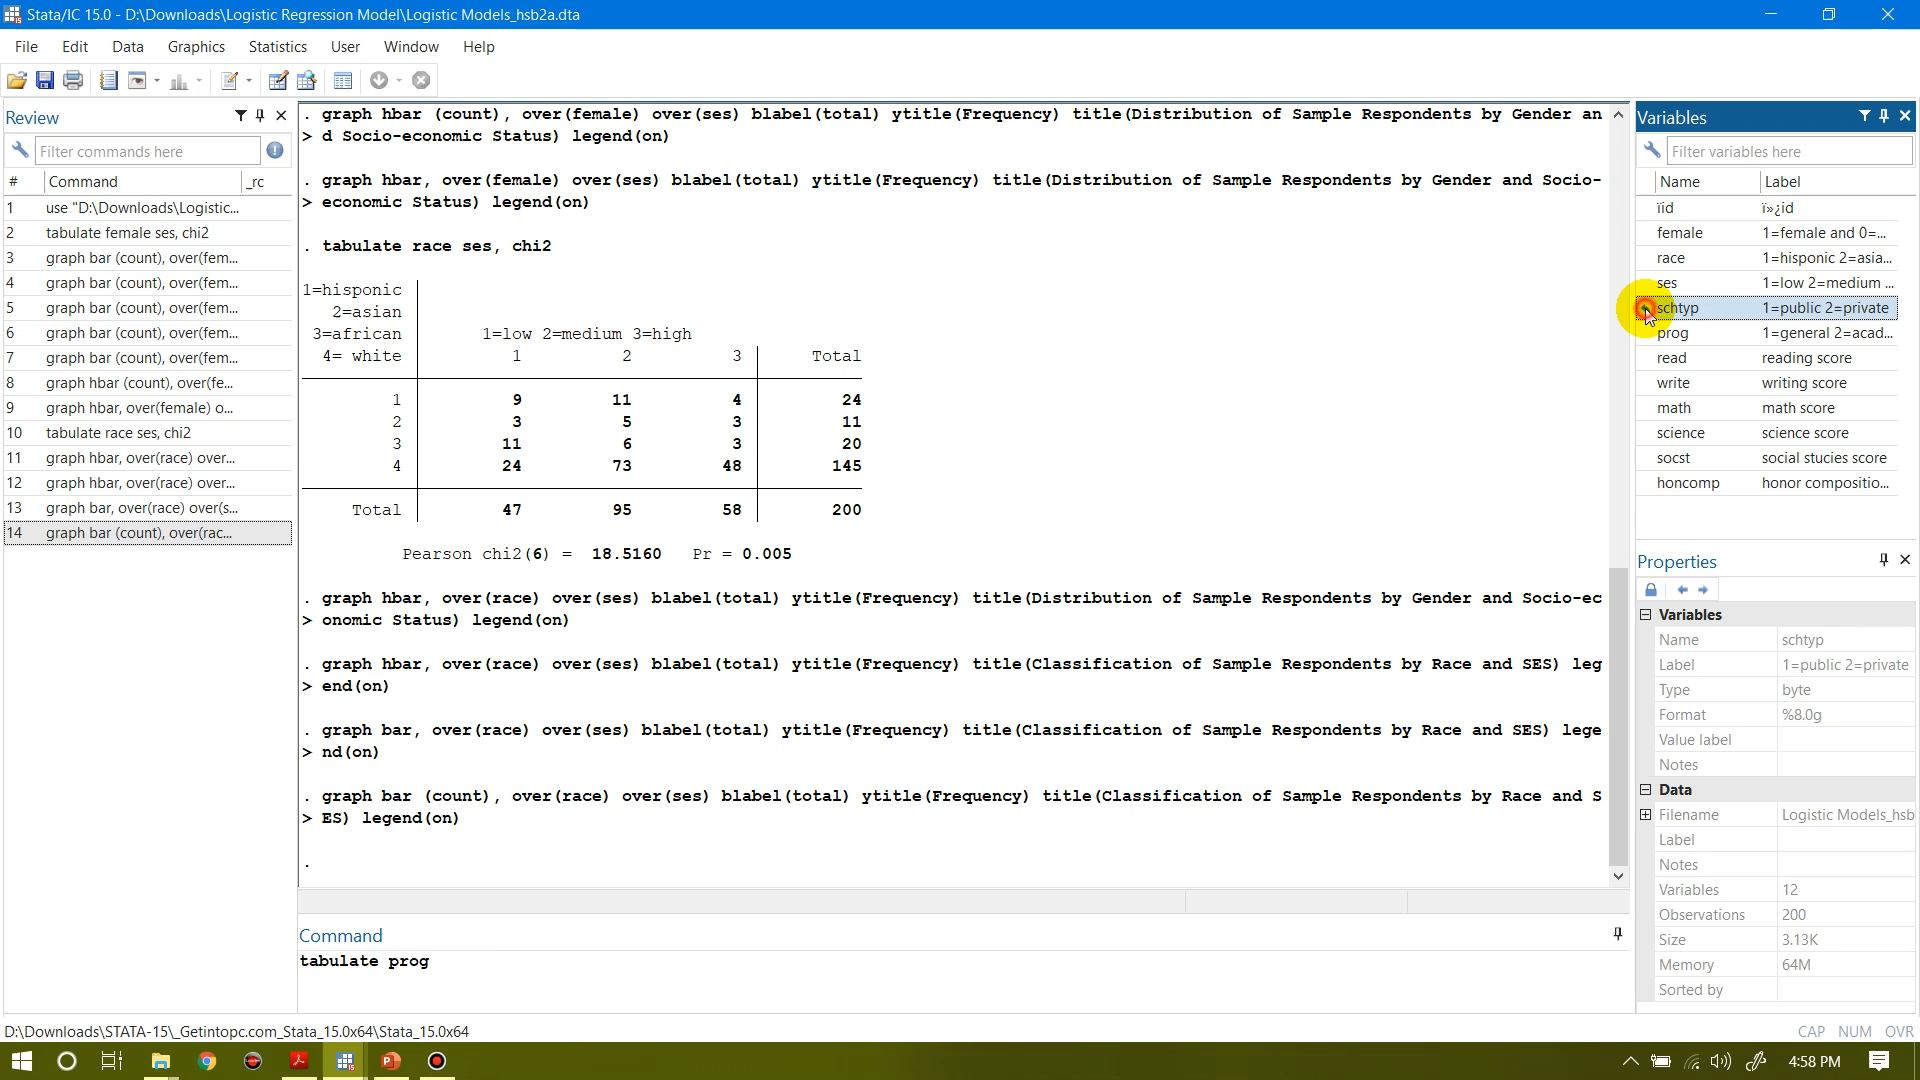 Stata/IC 15.0 - D:\Downloads\Logistic Regression Model\Logistic Models_hsb2a.dta
File Edit Data Graphics Statistics User Window Help
Review
Filter commands here
# Command _rc
1 use "D:\Downloads\Logistic...
2 tabulate female ses, chi2
3 graph bar (count), over(fem...
4 graph bar (count), over(fem...
5 graph bar (count), over(fem...
6 graph bar (count), over(fem...
7 graph bar (count), over(fem...
8 graph hbar (count), over(fe...
9 graph hbar, over(female) o...
10 tabulate race ses, chi2
11 graph hbar, over(race) over...
12 graph hbar, over(race) over...
13 graph bar, over(race) over(s...
14 graph bar (count), over(rac...
. graph hbar (count), over(female) over(ses) blabel(total) ytitle(Frequency) title(Distribution of Sample Respondents by Gender an
> d Socio-economic Status) legend(on)
. graph hbar, over(female) over(ses) blabel(total) ytitle(Frequency) title(Distribution of Sample Respondents by Gender and Socio-
> economic Status) legend(on)
. tabulate race ses, chi2
1=hisponic
2=asian
3=african 1=low 2=medium 3=high
4= white 1 2 3 Total
1 9 11 4 24
2 3 5 3 11
3 11 6 3 20
4 24 73 48 145
Total 47 95 58 200
Pearson chi2(6) = 18.5160 Pr = 0.005
. graph hbar, over(race) over(ses) blabel(total) ytitle(Frequency) title(Distribution of Sample Respondents by Gender and Socio-ec
> onomic Status) legend(on)
. graph hbar, over(race) over(ses) blabel(total) ytitle(Frequency) title(Classification of Sample Respondents by Race and SES) leg
> end(on)
. graph bar, over(race) over(ses) blabel(total) ytitle(Frequency) title(Classification of Sample Respondents by Race and SES) lege
> nd(on)
. graph bar (count), over(race) over(ses) blabel(total) ytitle(Frequency) title(Classification of Sample Respondents by Race and S
> ES) legend(on)
.
Command
tabulate prog
Variables
Filter variables here
Name Label
ïid ï»¿id
female 1=female and 0=...
race 1=hisponic 2=asia...
ses 1=low 2=medium ...
schtyp 1=public 2=private
prog 1=general 2=acad...
read reading score
write writing score
math math score
science science score
socst social stucies score
honcomp honor compositio...
Properties
Variables
Name schtyp
Label 1=public 2=private
Type byte
Format %8.0g
Value label
Notes
Data
Filename Logistic Models_hsb
Label
Notes
Variables 12
Observations 200
Size 3.13K
Memory 64M
Sorted by
D:\Downloads\STATA-15\_Getintopc.com_Stata_15.0x64\Stata_15.0x64
CAP NUM OVR
4:58 PM